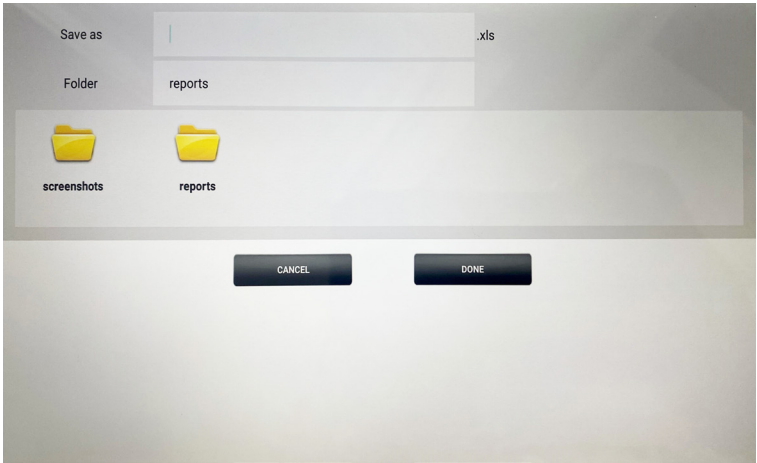 Save as .xls
Folder reports
screenshots reports
CANCEL DONE